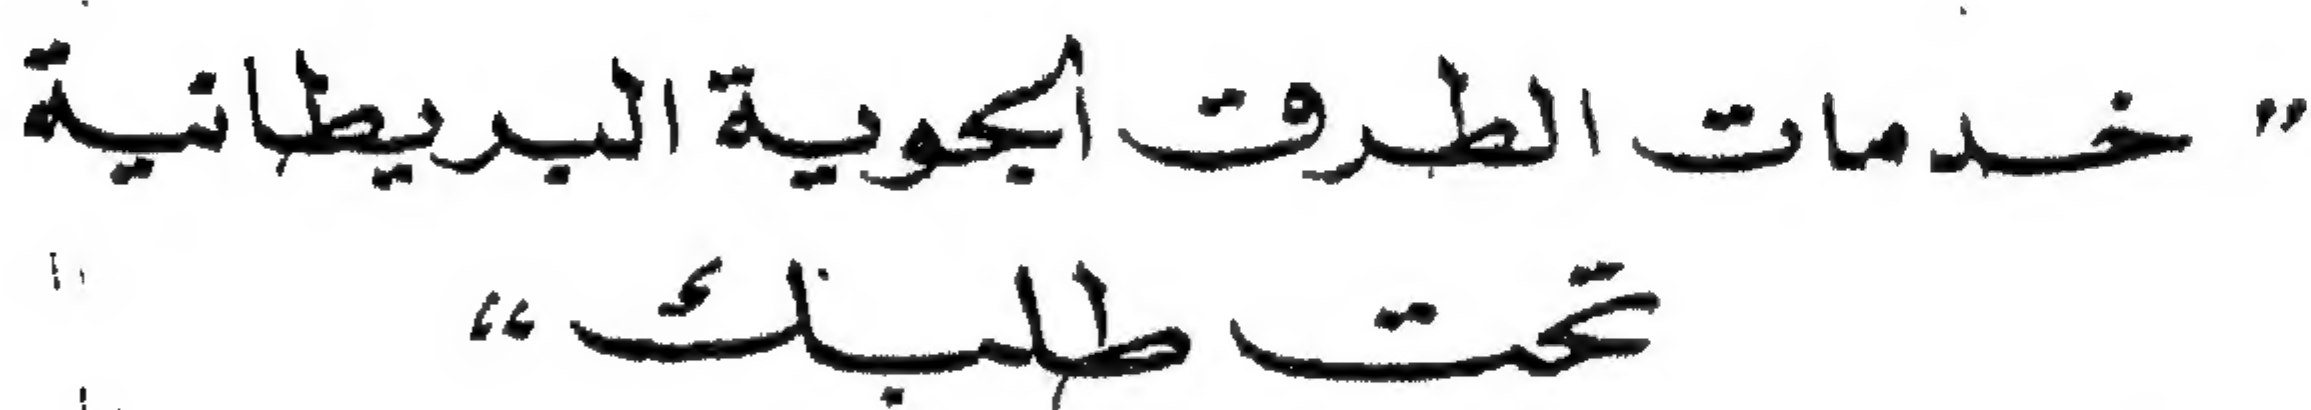 ” خدمات الطرق الجوية البريطانية
تحت طلبك “